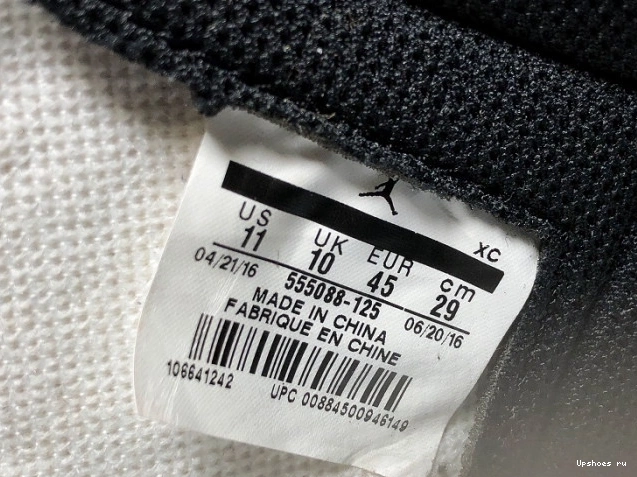 XC
US UK EUR cm
11 10 45 29
04/21/16 555088-125 06/20/16
MADE IN CHINA
FABRIQUE EN CHINE
106641242 UPC 00884500946149
Upshoes ru